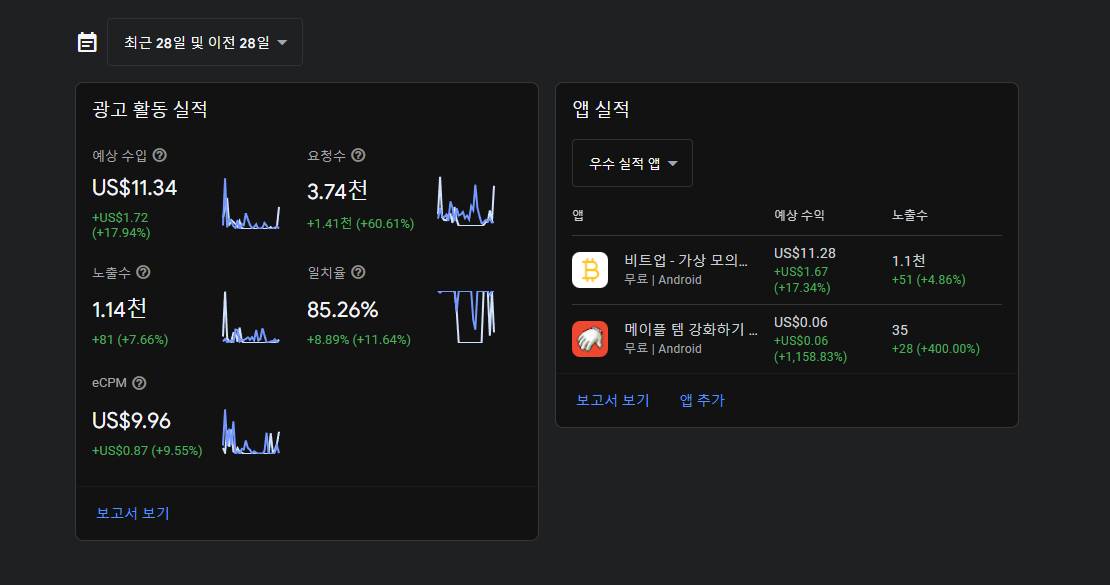 최근 28일 및 이전 28일
광고 활동 실적
예상 수입
US$11.34
+US$1.72
(+17.94%)
요청수
3.74천
+1.41천 (+60.61%)
노출수
1.14천
+81 (+7.66%)
일치율
85.26%
+8.89% (+11.64%)
eCPM
US$9.96
+US$0.87 (+9.55%)
보고서 보기
앱 실적
우수 실적 앱
앱 예상 수익 노출수
비트업 - 가상 모의...
무료 | Android
US$11.28
+US$1.67
(+17.34%)
1.1천
+51 (+4.86%)
메이플 템 강화하기 ...
무료 | Android
US$0.06
+US$0.06
(+1,158.83%)
35
+28 (+400.00%)
보고서 보기 앱 추가